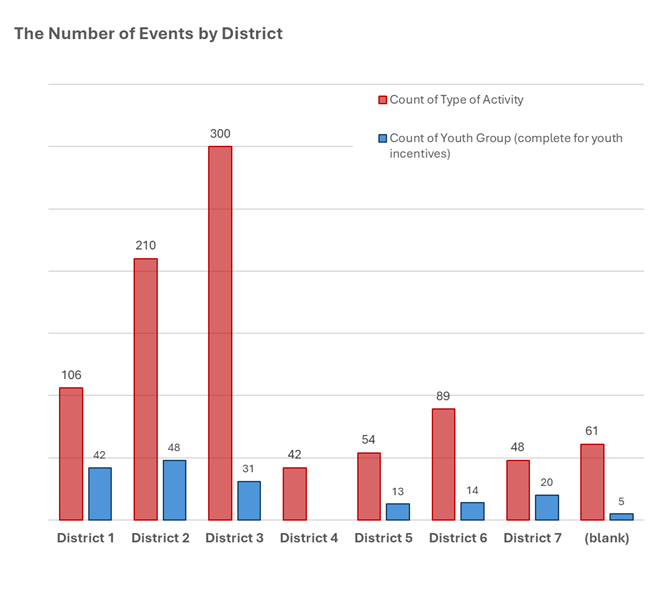 The Number of Events by District
Count of Type of Activity
Count of Youth Group (complete for youth
incentives)
300
210
106
89
61
54
48
42
42
48
31
13
14
20
5
District 1
District 2
District 3
District 4
District 5
District 6
District 7
(blank)